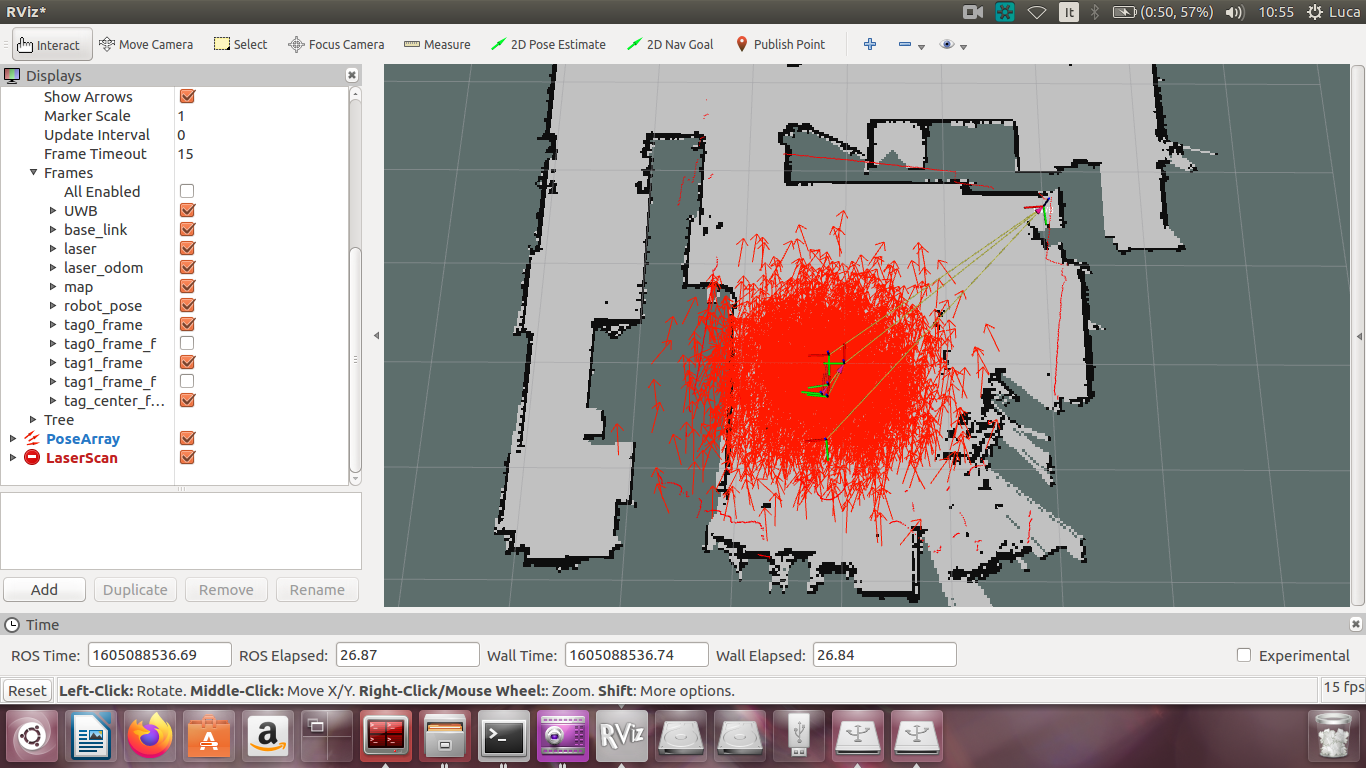 RViz*
It
(0:50, 57%)
10:55
Luca
Interact
Move Camera
Select
Focus Camera
Measure
2D Pose Estimate
2D Nav Goal
Publish Point
Displays
Show Arrows
Marker Scale 1
Update Interval 0
Frame Timeout 15
Frames
All Enabled
UWB
base_link
laser
laser_odom
map
robot_pose
tag0_frame
tag0_frame_f
tag1_frame
tag1_frame_f
tag_center_f...
Tree
PoseArray
LaserScan
Add Duplicate Remove Rename
Time
ROS Time: 1605088536.69 ROS Elapsed: 26.87 Wall Time: 1605088536.74 Wall Elapsed: 26.84 Experimental
Reset Left-Click: Rotate. Middle-Click: Move X/Y. Right-Click/Mouse Wheel:: Zoom. Shift: More options. 15 fps
A
a
>_
RViz